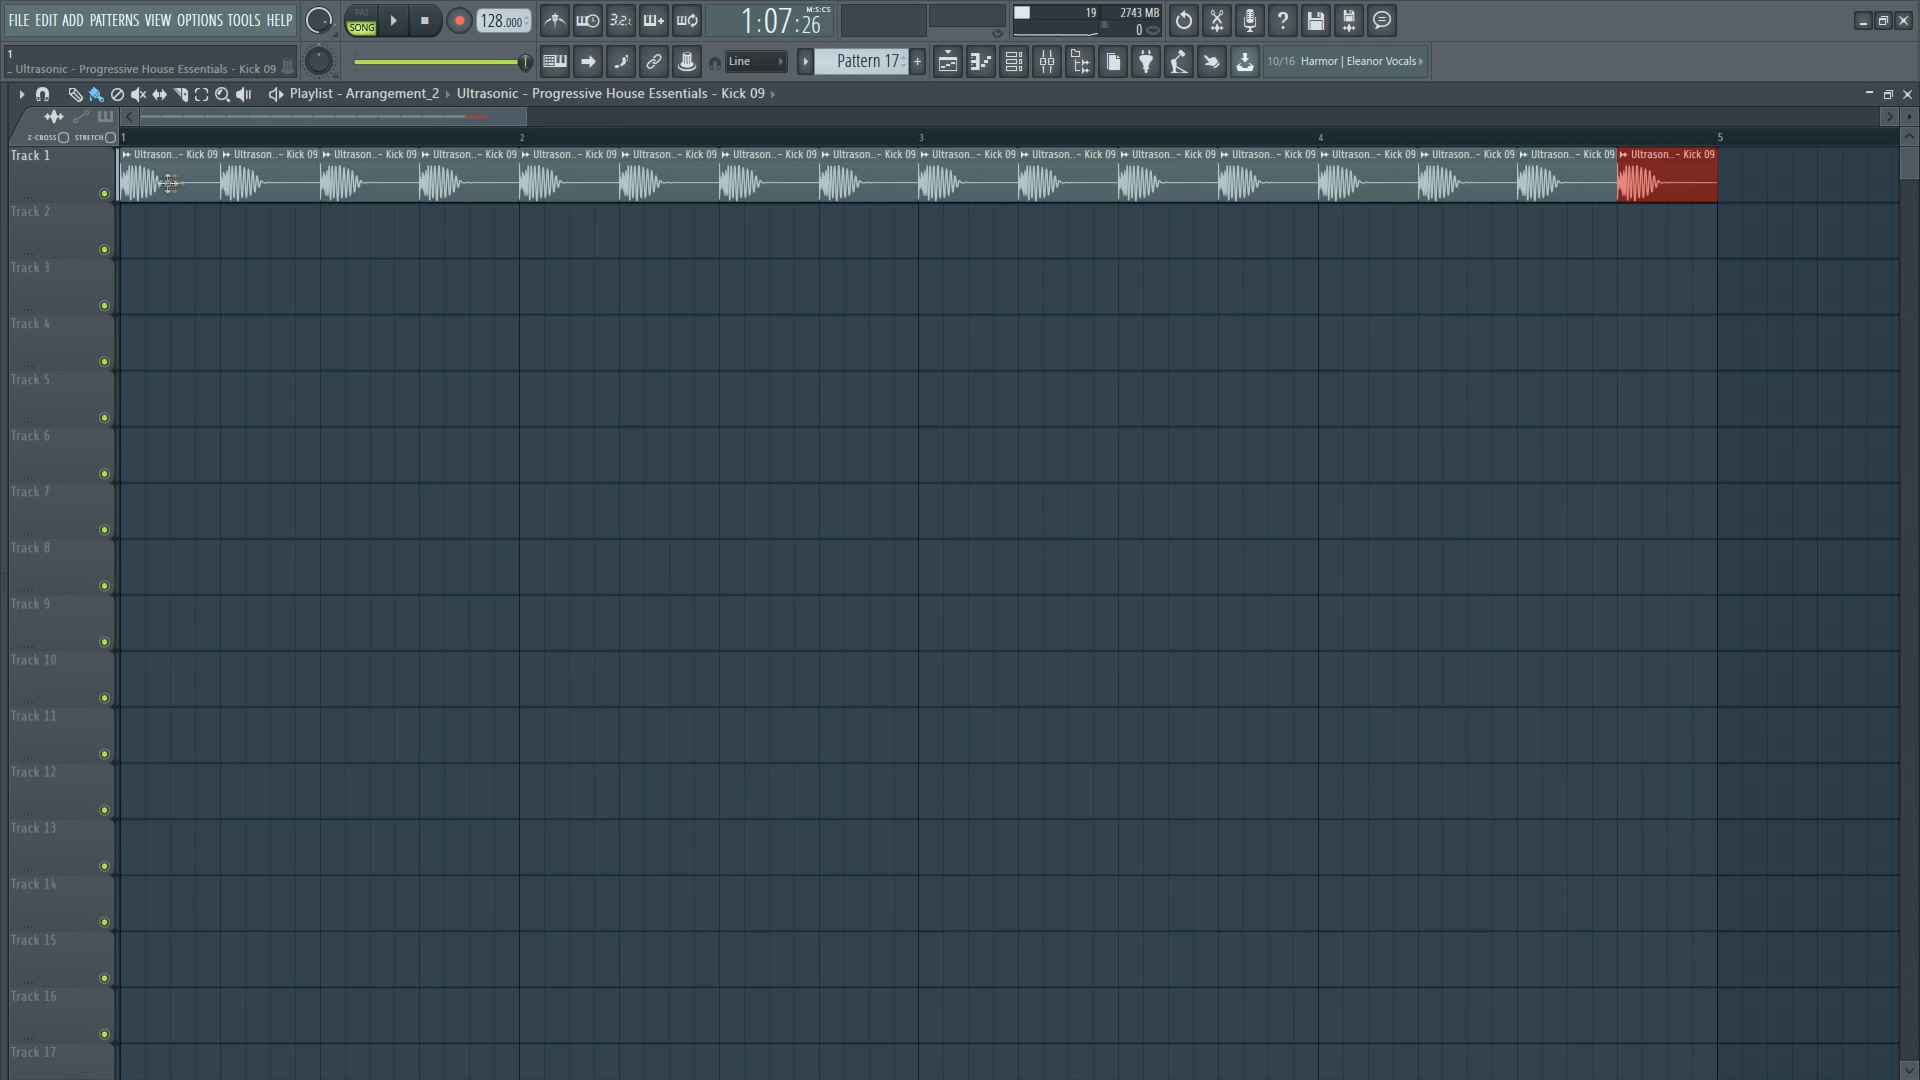 FILE EDIT ADD PATTERNS VIEW OPTIONS TOOLS HELP
PAT
SONG
128.000
3.2.
1:07:26
M:S:CS
19
2743 MB
0
1
.. Ultrasonic - Progressive House Essentials - Kick 09
Line
Pattern 17
+
10/16 Harmor | Eleanor Vocals
Playlist - Arrangement_2 › Ultrasonic - Progressive House Essentials - Kick 09 ›
Z-CROSS STRETCH
1 2 3 4 5
Track 1
Ultrason..- Kick 09 Ultrason..- Kick 09 Ultrason..- Kick 09 Ultrason..- Kick 09 Ultrason..- Kick 09 Ultrason..- Kick 09 Ultrason..- Kick 09 Ultrason..- Kick 09 Ultrason..- Kick 09 Ultrason..- Kick 09 Ultrason..- Kick 09 Ultrason..- Kick 09 Ultrason..- Kick 09 Ultrason..- Kick 09 Ultrason..- Kick 09 Ultrason..- Kick 09
Track 2
Track 3
Track 4
Track 5
Track 6
Track 7
Track 8
Track 9
Track 10
Track 11
Track 12
Track 13
Track 14
Track 15
Track 16
Track 17